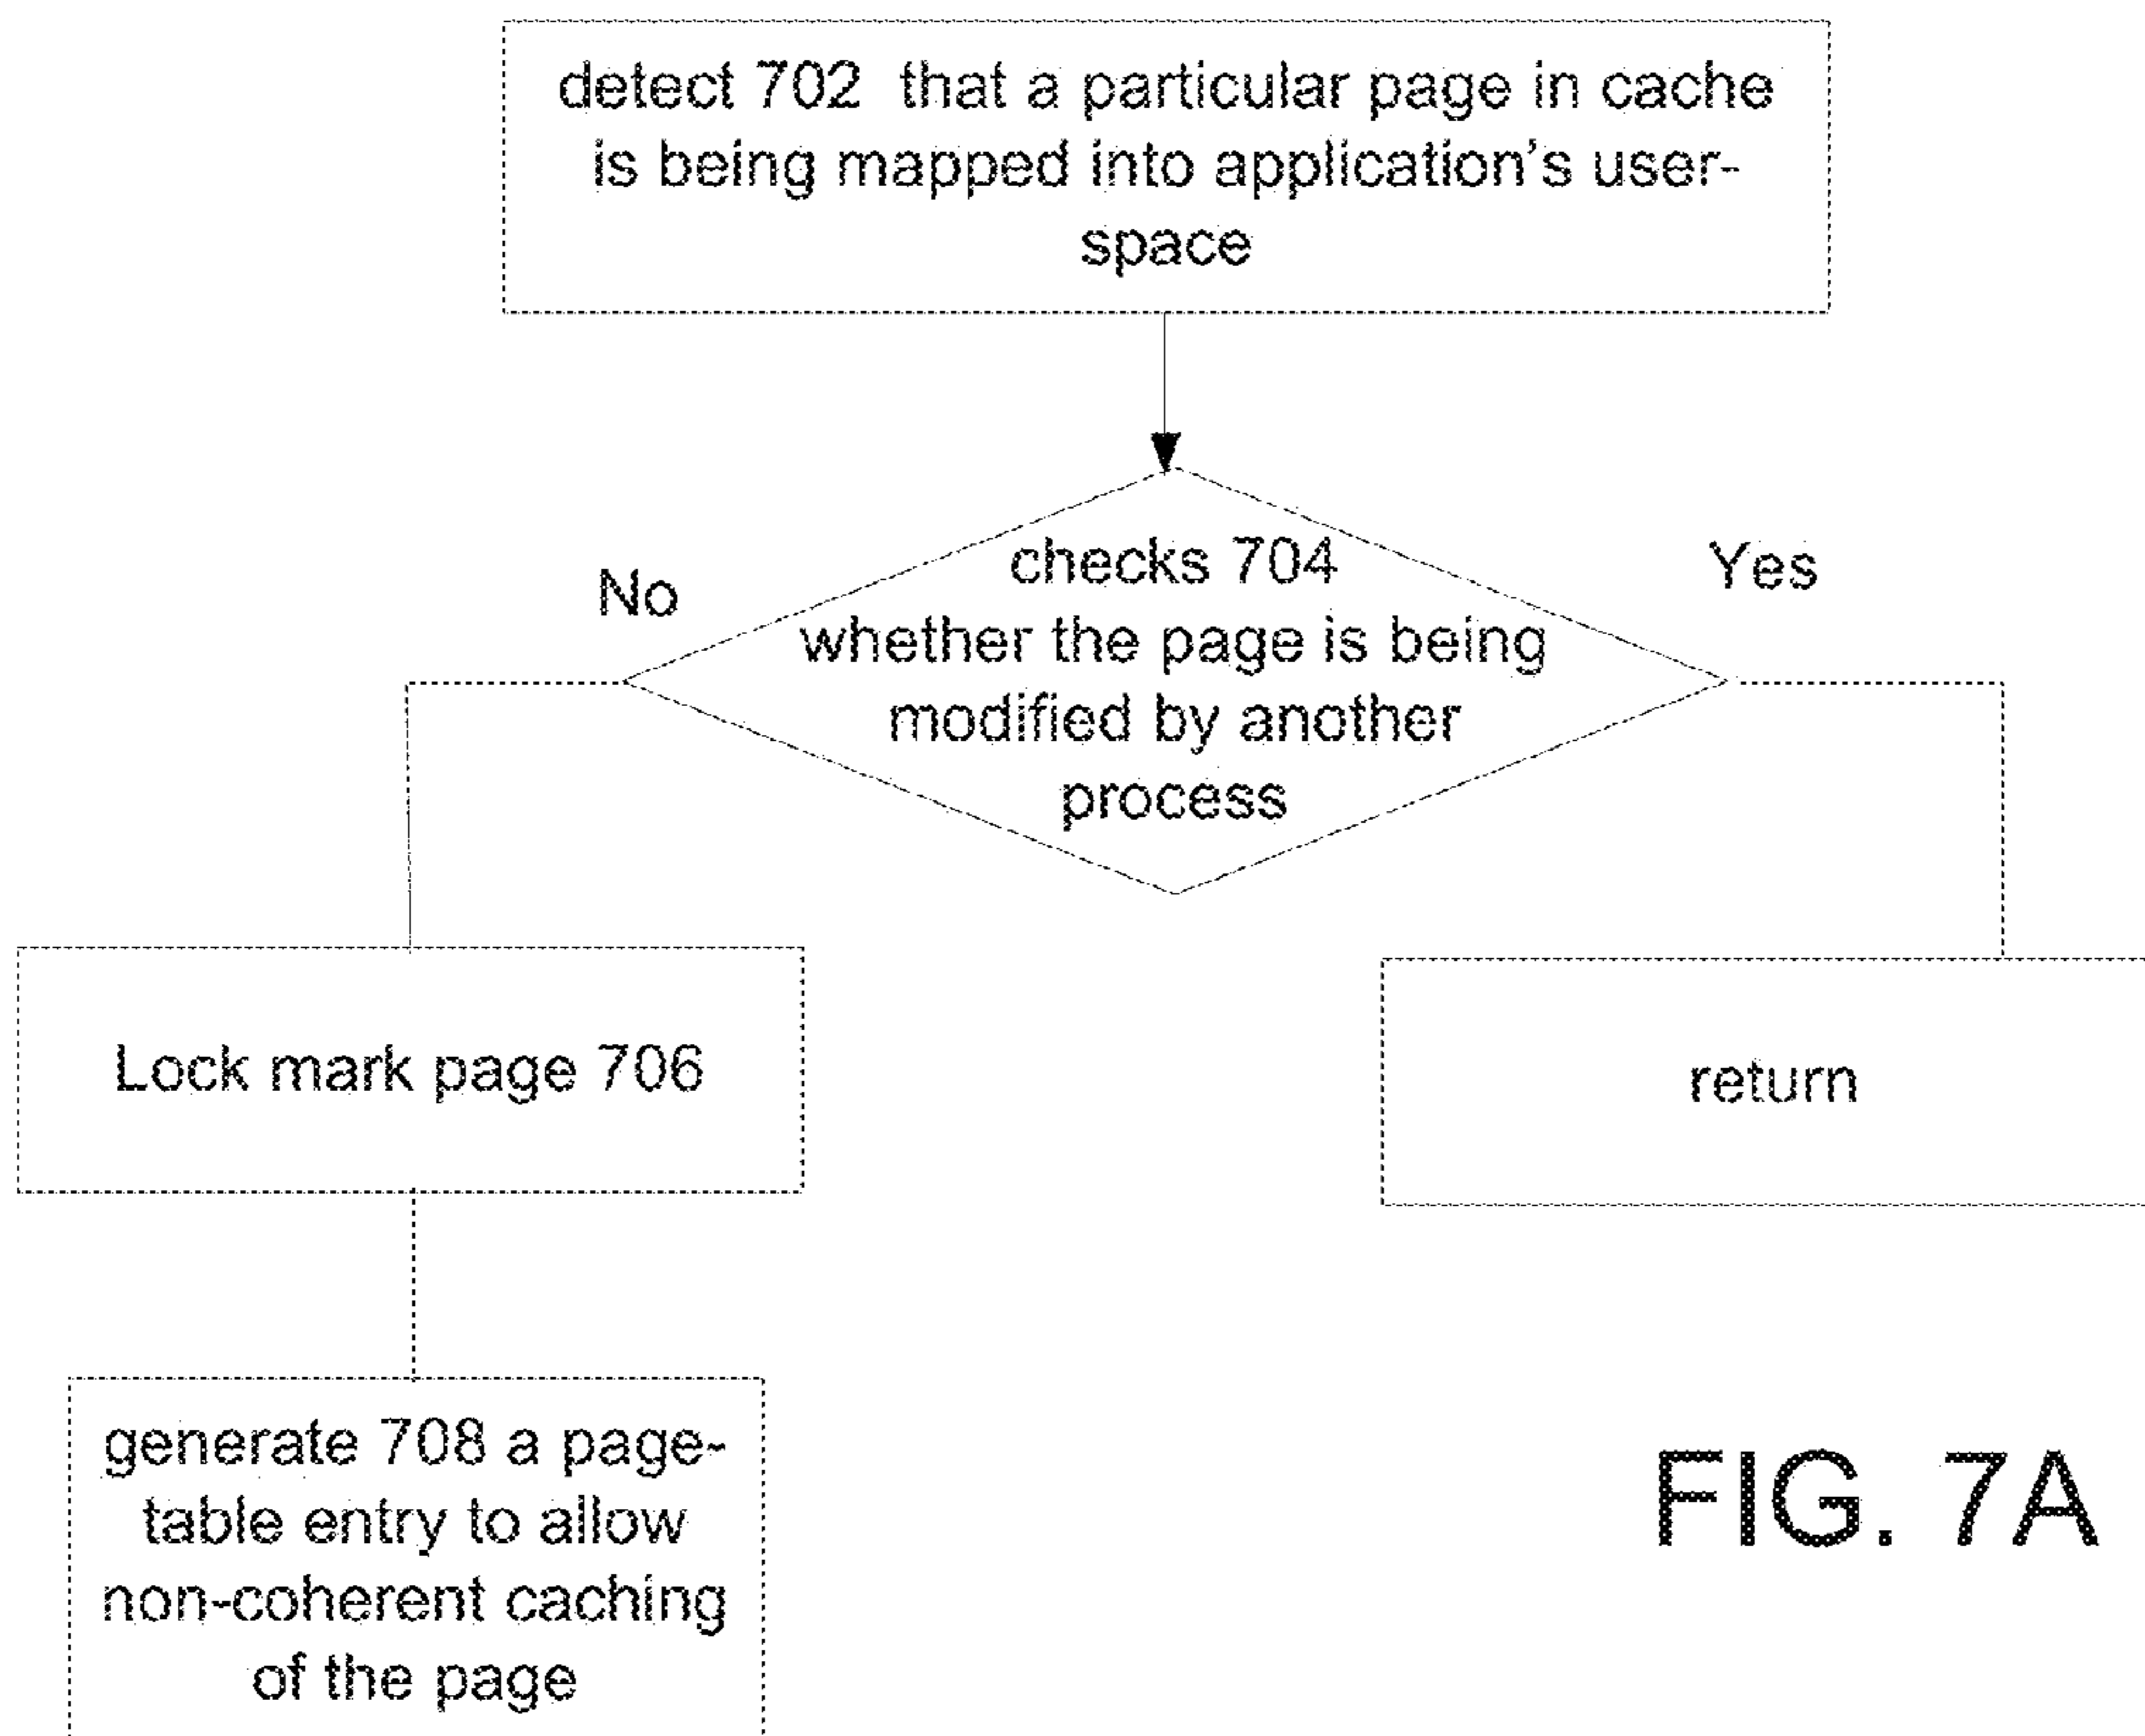 detect 702 that a particular page in cache
is being mapped into application's user-
space
checks 704
whether the page is being
modified by another
process
No
Yes
Lock mark page 706
return
generate 708 a page-
table entry to allow
non-coherent caching
of the page
FIG. 7A